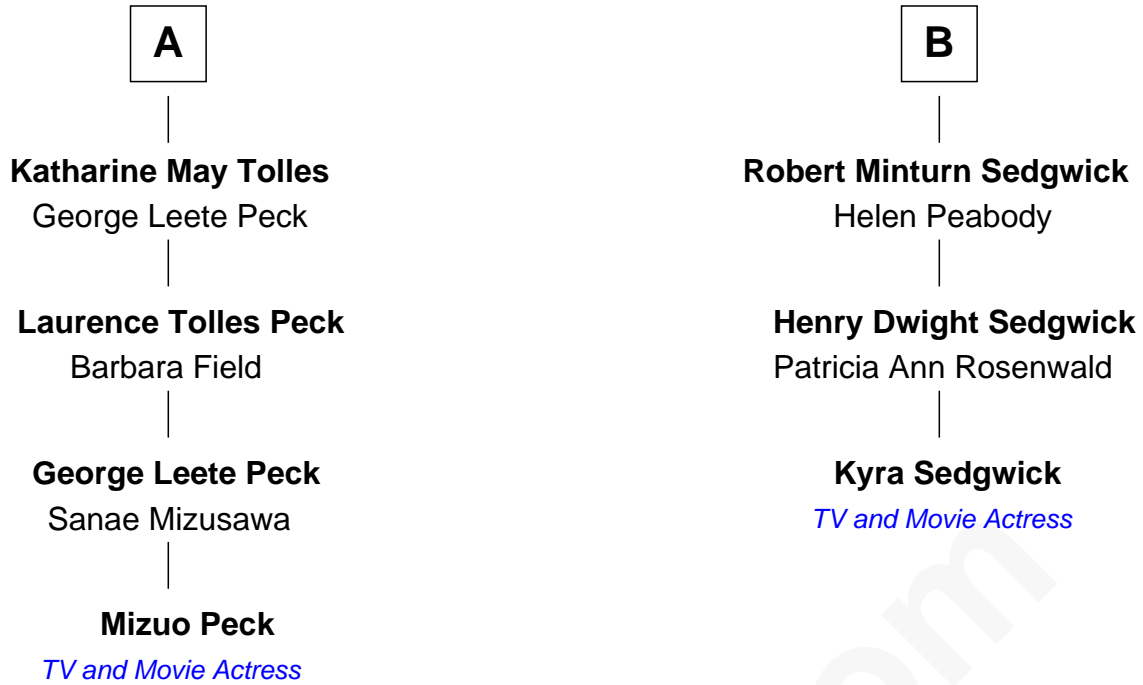 A
Katharine May Tolles
George Leete Peck
Laurence Tolles Peck
Barbara Field
George Leete Peck
Sanae Mizusawa
Mizuo Peck
TV and Movie Actress
B
Robert Minturn Sedgwick
Helen Peabody
Henry Dwight Sedgwick
Patricia Ann Rosenwald
Kyra Sedgwick
TV and Movie Actress
om